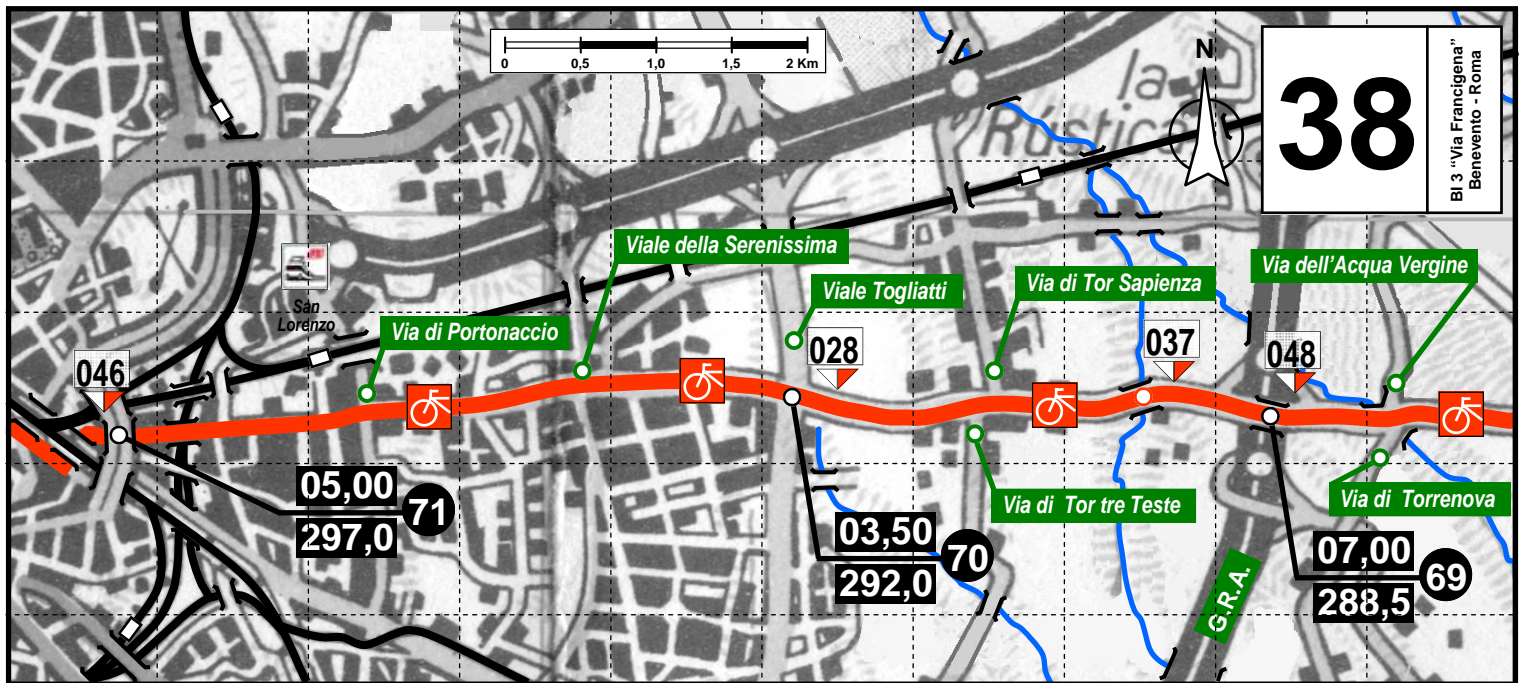 0 0,5 1,0 1,5 2 Km
N
38
BI 3 “Via Francigena”
Benevento - Roma
la
Rustica
Viale della Serenissima
Via dell’Acqua Vergine
Viale Togliatti
Via di Tor Sapienza
San
Lorenzo
Via di Portonaccio
046
028
037
048
05,00
297,0
71
Via di Tor tre Teste
Via di Torrenova
03,50
292,0
70
07,00
288,5
69
G.R.A.